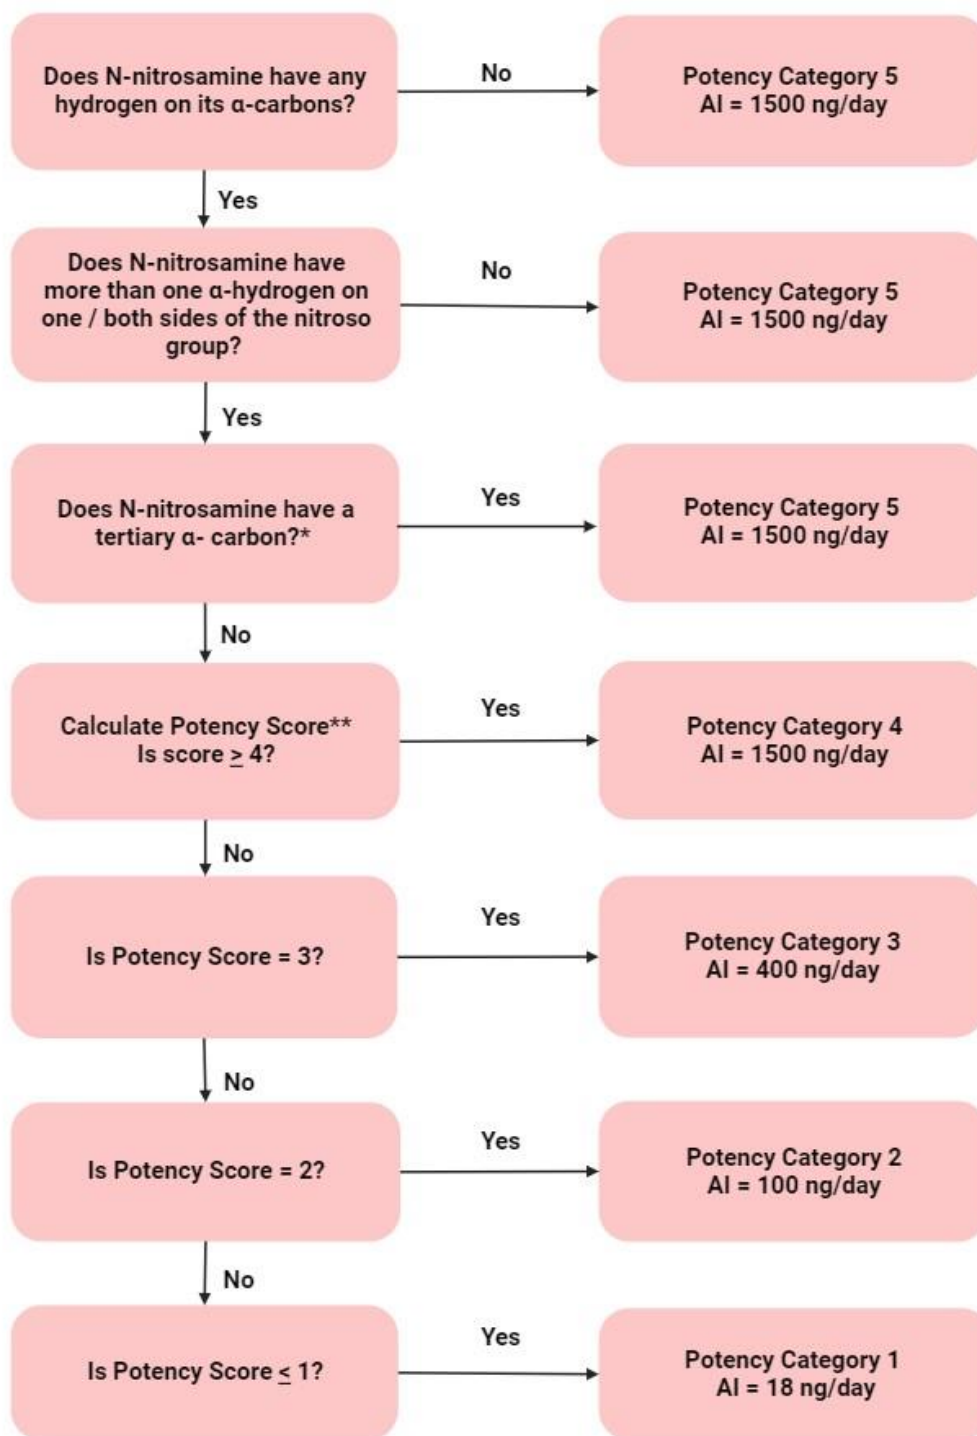 Does N-nitrosamine have any
hydrogen on its α-carbons?
No
Potency Category 5
AI = 1500 ng/day
Yes
Does N-nitrosamine have
more than one α-hydrogen on
one / both sides of the nitroso
group?
No
Potency Category 5
AI = 1500 ng/day
Yes
Does N-nitrosamine have a
tertiary α- carbon?*
Yes
Potency Category 5
AI = 1500 ng/day
No
Calculate Potency Score**
Is score ≥ 4?
Yes
Potency Category 4
AI = 1500 ng/day
No
Is Potency Score = 3?
Yes
Potency Category 3
AI = 400 ng/day
No
Is Potency Score = 2?
Yes
Potency Category 2
AI = 100 ng/day
No
Is Potency Score ≤ 1?
Yes
Potency Category 1
AI = 18 ng/day